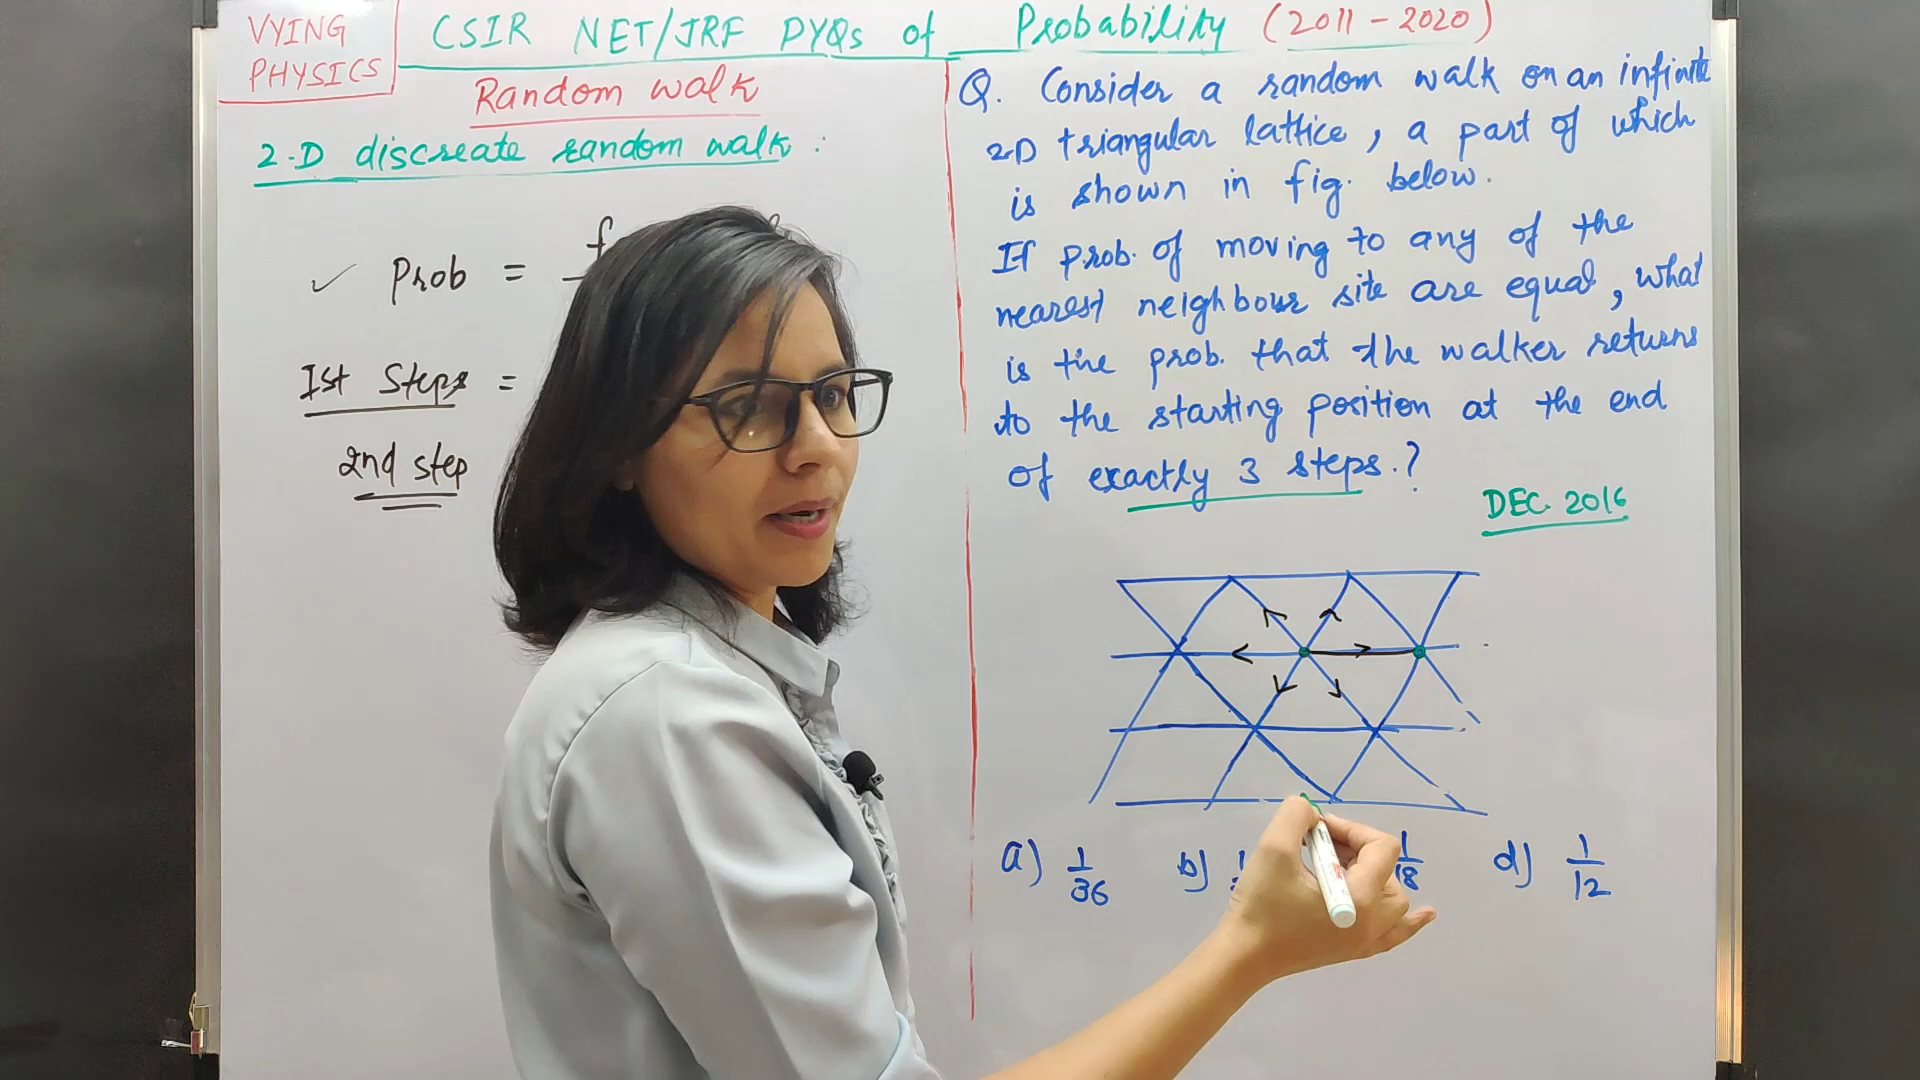 VYING
PHYSICS
CSIR NET/JRF PYQs of Probability (2011-2020)
Random walk
2-D discreate random walk :
✓ Prob = f
Ist Steps =
2nd step
Q. Consider a random walk on an infinite
2D triangular lattice, a part of which
is shown in fig. below.
If prob. of moving to any of the
nearest neighbour site are equal, what
is the prob. that the walker returns
to the starting position at the end
of exactly 3 steps.?
DEC. 2016
a) 1/36 b) 1/ 1/18 d) 1/12